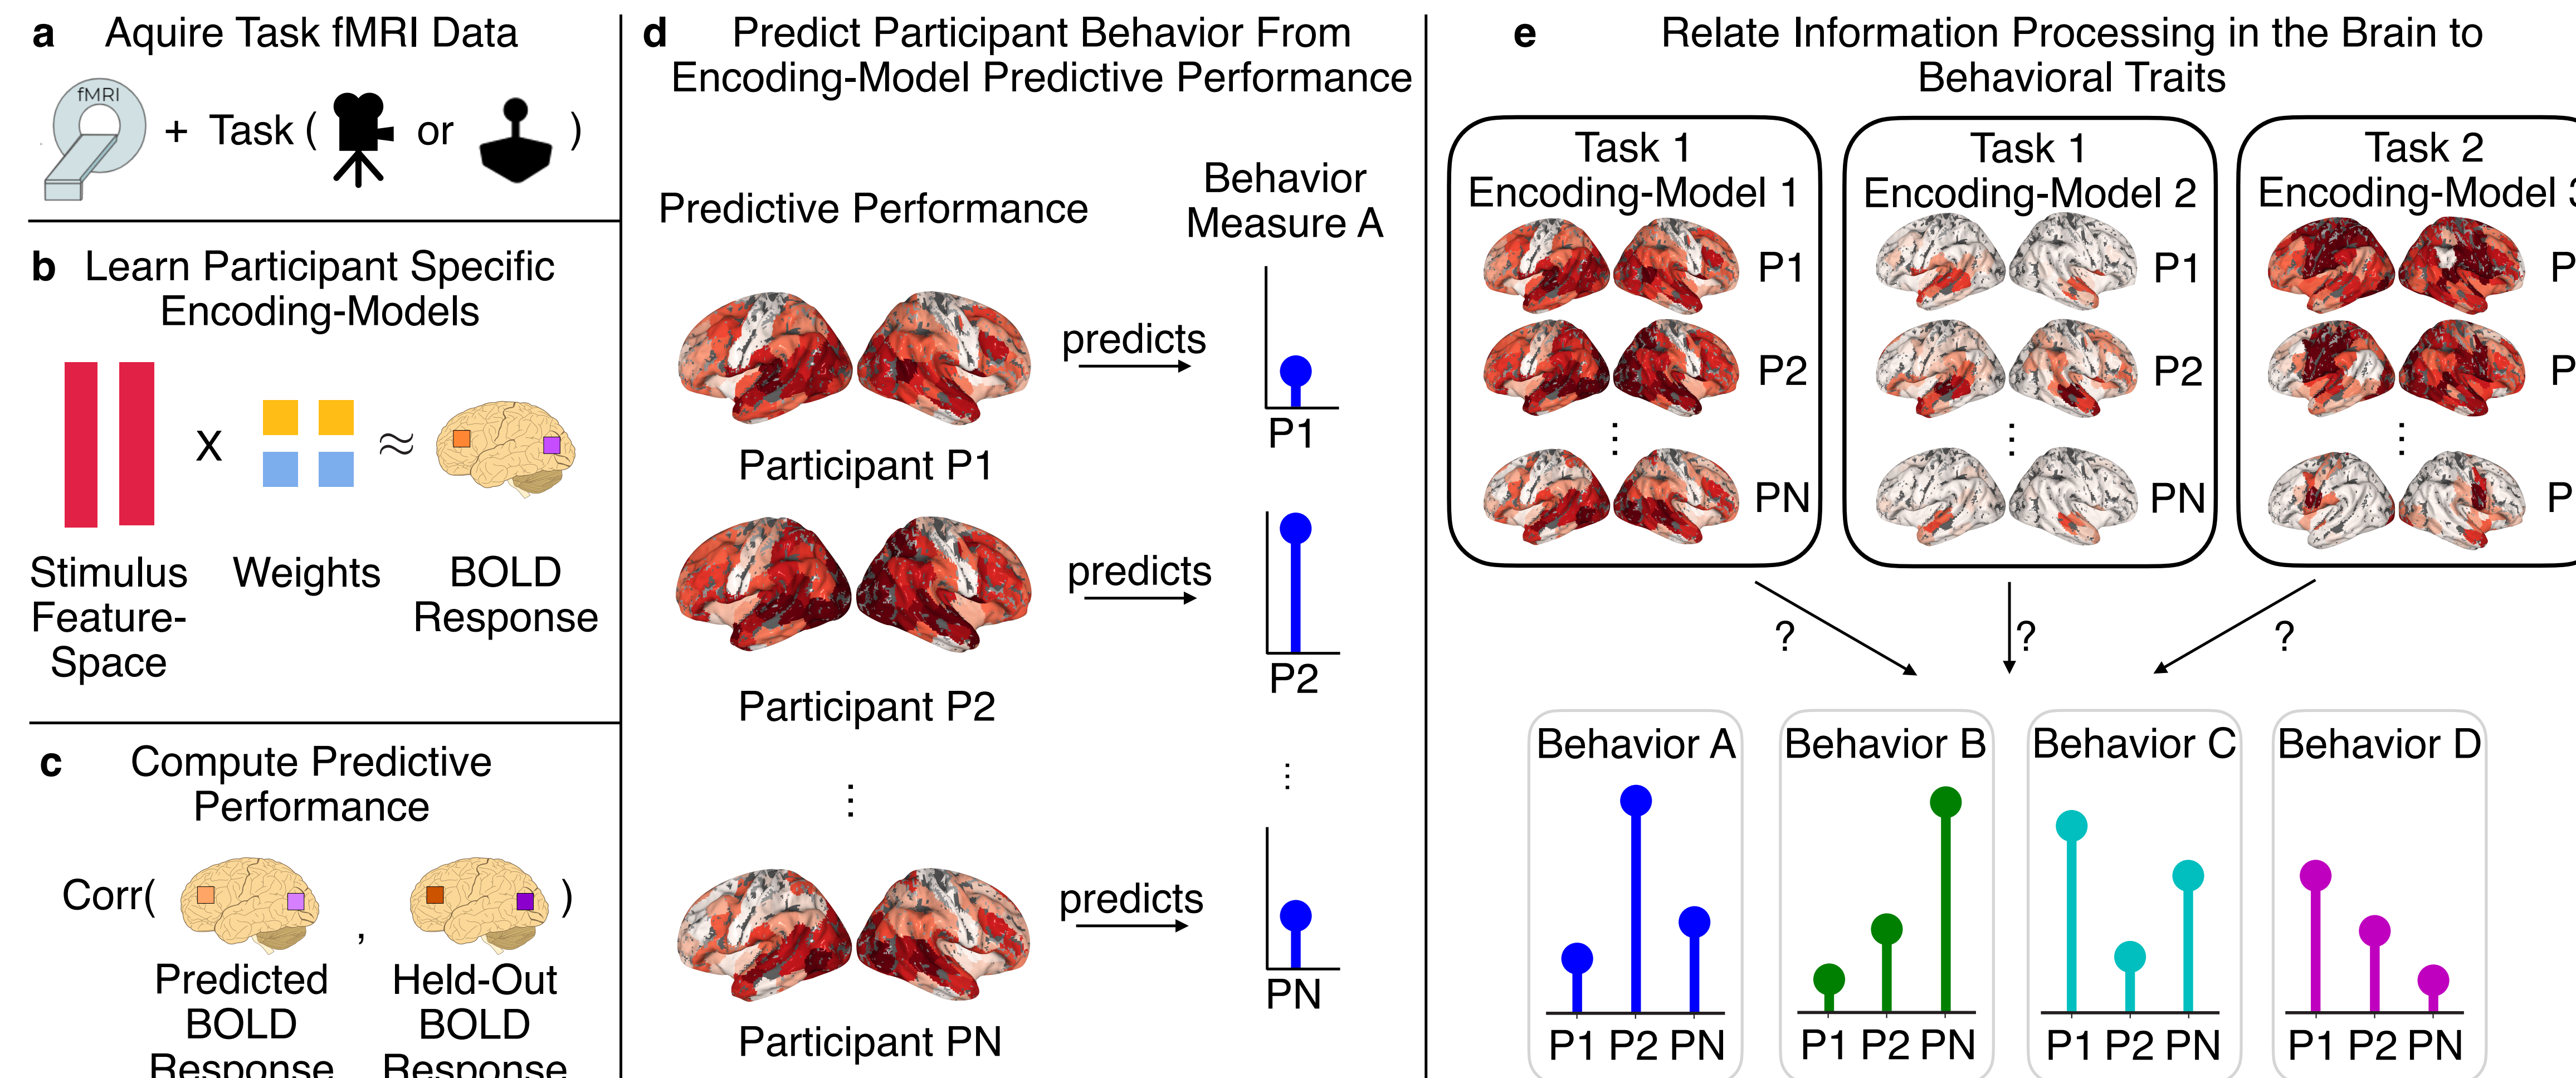 a Aquire Task fMRI Data
fMRI
+ Task ( or )
b Learn Participant Specific
Encoding-Models
X ≈
Stimulus
Feature-
Space
Weights
BOLD
Response
c Compute Predictive
Performance
Corr( , )
Predicted
BOLD
Response
Held-Out
BOLD
Response
d Predict Participant Behavior From
Encoding-Model Predictive Performance
Predictive Performance
Behavior
Measure A
predicts
P1
Participant P1
predicts
P2
Participant P2
⋮ ⋮
predicts
PN
Participant PN
e Relate Information Processing in the Brain to
Behavioral Traits
Task 1
Encoding-Model 1
P1
P2
⋮
PN
Task 1
Encoding-Model 2
P1
P2
⋮
PN
Task 2
Encoding-Model 3
P
P
⋮
P
? ? ?
Behavior A
P1 P2 PN
Behavior B
P1 P2 PN
Behavior C
P1 P2 PN
Behavior D
P1 P2 PN